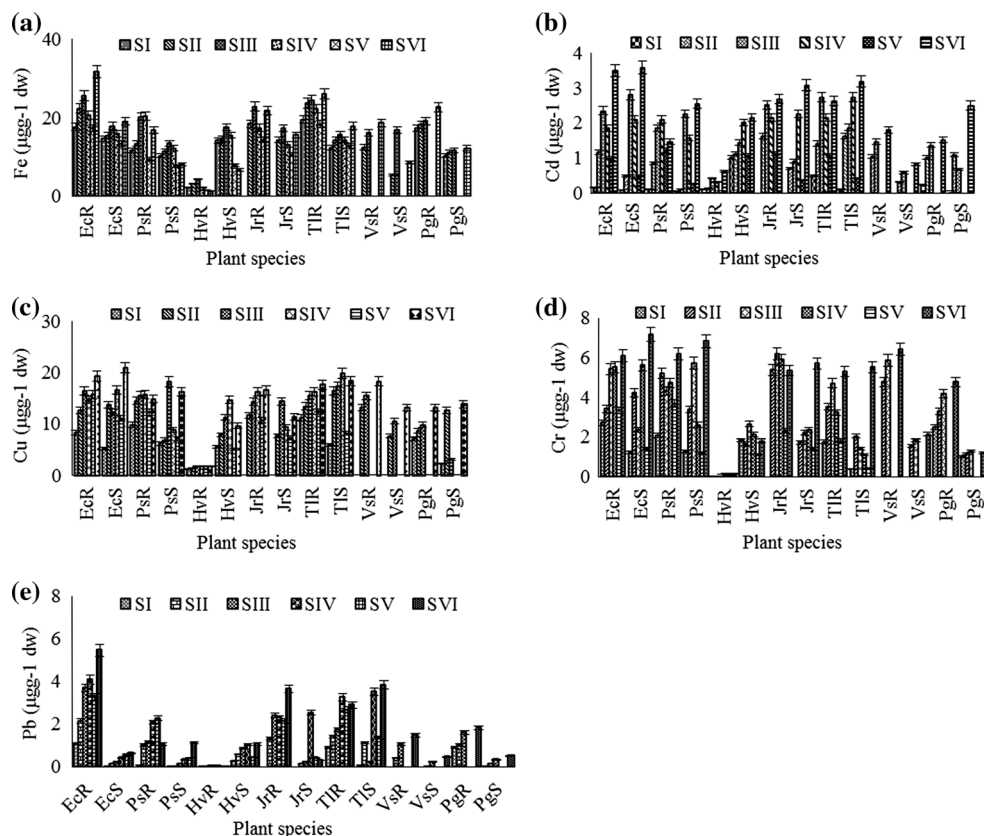 (a)
SI SII SIII SIV SV SVI
Fe (µgg-1 dw)
40
20
0
EcR EcS PsR PsS HvR HvS JrR JrS TlR TlS VsR VsS PgR PgS
Plant species
(b)
SI SII SIII SIV SV SVI
Cd (µgg-1 dw)
4
3
2
1
0
EcR EcS PsR PsS HvR HvS JrR JrS TlR TlS VsR VsS PgR PgS
Plant species
(c)
SI SII SIII SIV SV SVI
Cu (µgg-1 dw)
30
20
10
0
EcR EcS PsR PsS HvR HvS JrR JrS TlR TlS VsR VsS PgR PgS
Plant species
(d)
SI SII SIII SIV SV SVI
Cr (µgg-1 dw)
8
6
4
2
0
EcR EcS PsR PsS HvR HvS JrR JrS TlR TlS VsR VsS PgR PgS
Plant species
(e)
SI SII SIII SIV SV SVI
Pb (µgg-1 dw)
8
6
4
2
0
EcR EcS PsR PsS HvR HvS JrR JrS TlR TlS VsR VsS PgR PgS
Plant species